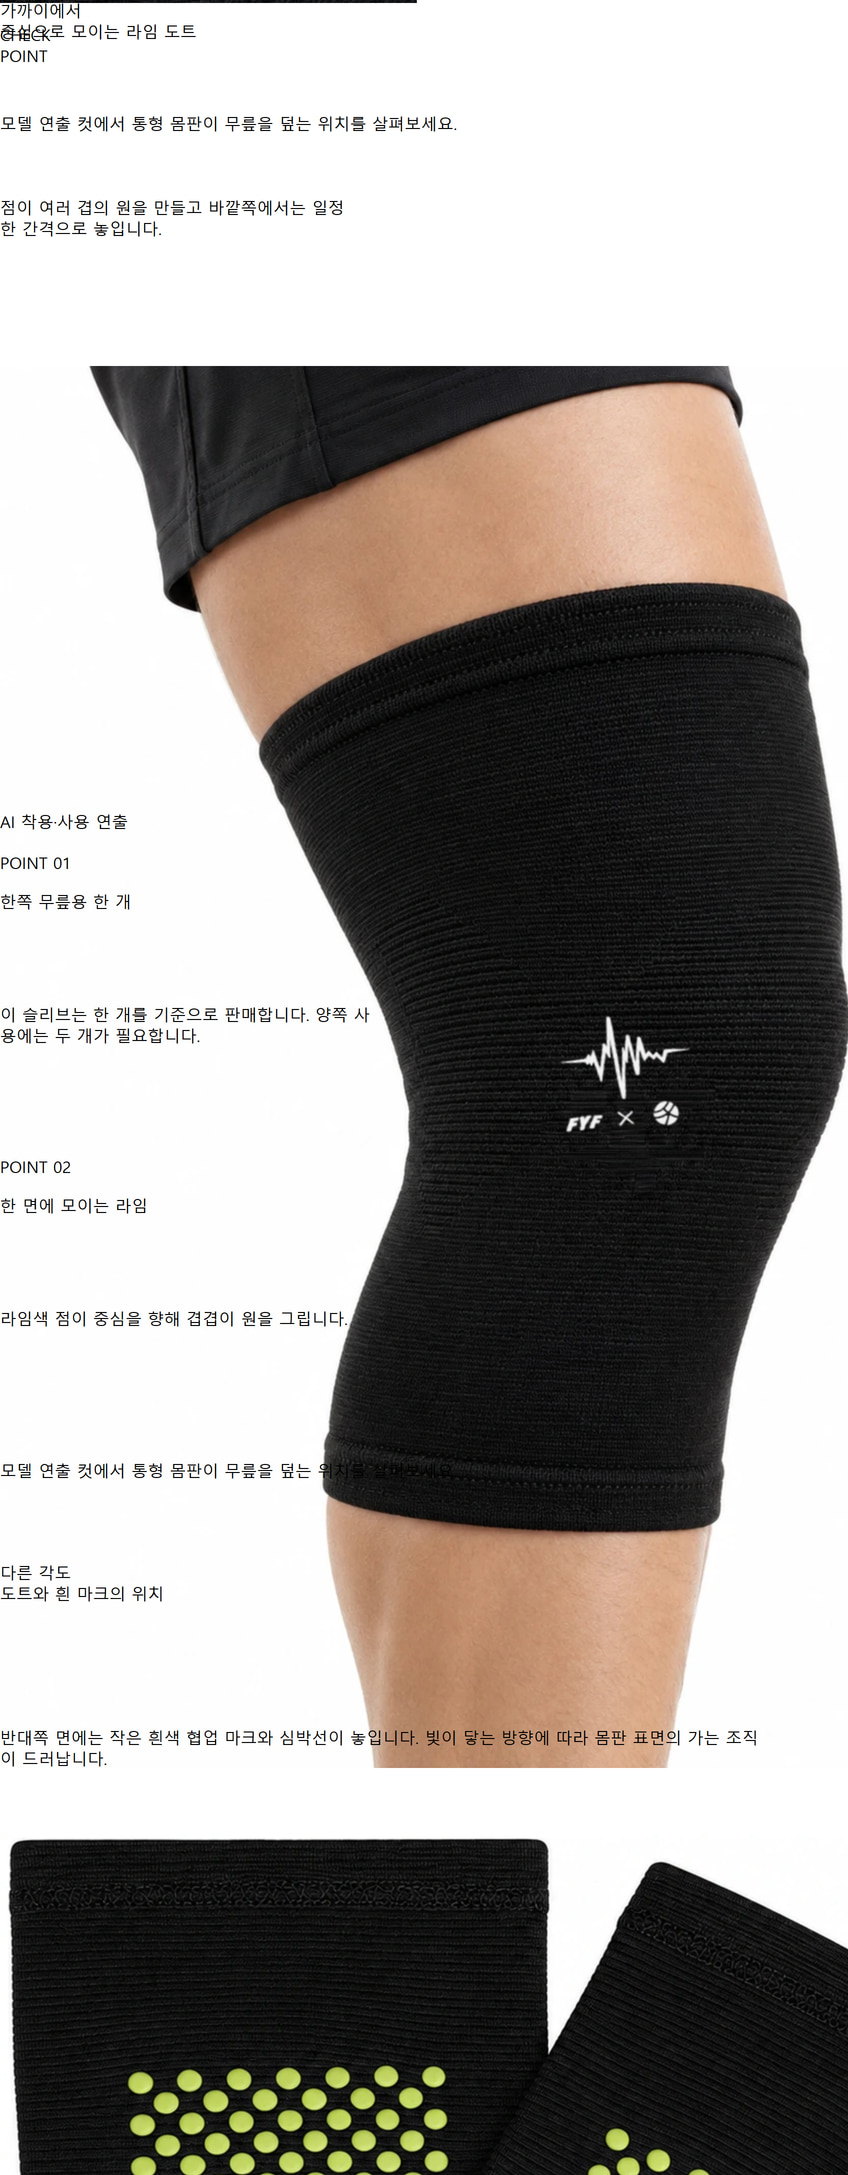 가까이에서
중심으로 모이는 라임 도트
CHECK
POINT
모델 연출 컷에서 통형 몸판이 무릎을 덮는 위치를 살펴보세요.
점이 여러 겹의 원을 만들고 바깥쪽에서는 일정
한 간격으로 놓입니다.
AI 착용·사용 연출
POINT 01
한쪽 무릎용 한 개
이 슬리브는 한 개를 기준으로 판매합니다. 양쪽 사
용에는 두 개가 필요합니다.
FYF ×
POINT 02
한 면에 모이는 라임
라임색 점이 중심을 향해 겹겹이 원을 그립니다.
모델 연출 컷에서 통형 몸판이 무릎을 덮는 위치를 살펴보세요.
다른 각도
도트와 흰 마크의 위치
반대쪽 면에는 작은 흰색 협업 마크와 심박선이 놓입니다. 빛이 닿는 방향에 따라 몸판 표면의 가는 조직
이 드러납니다.